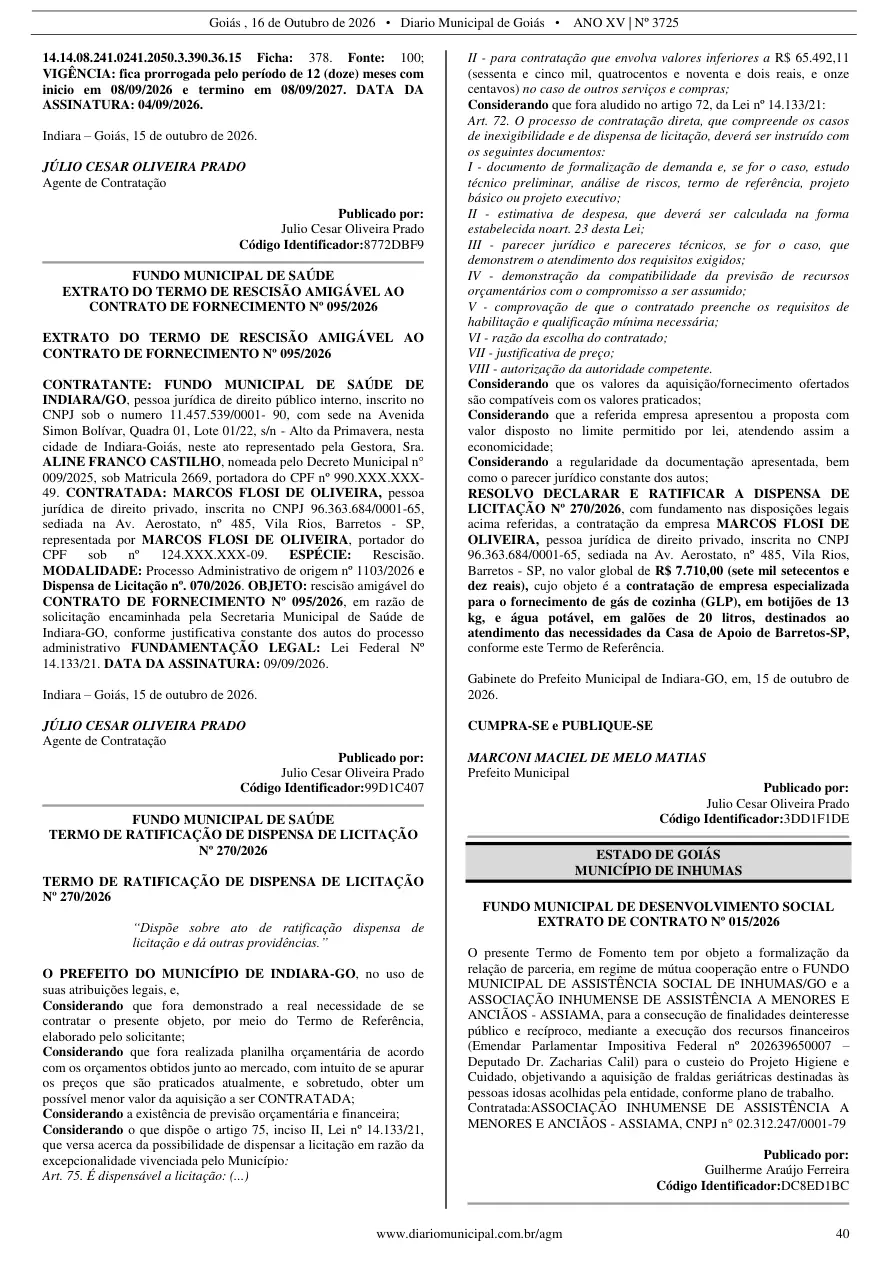 Goiás , 16 de Outubro de 2026 • Diario Municipal de Goiás • ANO XV | Nº 3725
14.14.08.241.0241.2050.3.390.36.15 Ficha: 378. Fonte: 100;
VIGÊNCIA: fica prorrogada pelo período de 12 (doze) meses com
inicio em 08/09/2026 e termino em 08/09/2027. DATA DA
ASSINATURA: 04/09/2026.
Indiara – Goiás, 15 de outubro de 2026.
JÚLIO CESAR OLIVEIRA PRADO
Agente de Contratação
Publicado por:
Julio Cesar Oliveira Prado
Código Identificador:8772DBF9
FUNDO MUNICIPAL DE SAÚDE
EXTRATO DO TERMO DE RESCISÃO AMIGÁVEL AO
CONTRATO DE FORNECIMENTO Nº 095/2026
EXTRATO DO TERMO DE RESCISÃO AMIGÁVEL AO
CONTRATO DE FORNECIMENTO Nº 095/2026
CONTRATANTE: FUNDO MUNICIPAL DE SAÚDE DE
INDIARA/GO, pessoa jurídica de direito público interno, inscrito no
CNPJ sob o numero 11.457.539/0001- 90, com sede na Avenida
Simon Bolívar, Quadra 01, Lote 01/22, s/n - Alto da Primavera, nesta
cidade de Indiara-Goiás, neste ato representado pela Gestora, Sra.
ALINE FRANCO CASTILHO, nomeada pelo Decreto Municipal n°
009/2025, sob Matricula 2669, portadora do CPF nº 990.XXX.XXX-
49. CONTRATADA: MARCOS FLOSI DE OLIVEIRA, pessoa
jurídica de direito privado, inscrita no CNPJ 96.363.684/0001-65,
sediada na Av. Aerostato, nº 485, Vila Rios, Barretos - SP,
representada por MARCOS FLOSI DE OLIVEIRA, portador do
CPF sob nº 124.XXX.XXX-09. ESPÉCIE: Rescisão.
MODALIDADE: Processo Administrativo de origem nº 1103/2026 e
Dispensa de Licitação nº. 070/2026. OBJETO: rescisão amigável do
CONTRATO DE FORNECIMENTO Nº 095/2026, em razão de
solicitação encaminhada pela Secretaria Municipal de Saúde de
Indiara-GO, conforme justificativa constante dos autos do processo
administrativo FUNDAMENTAÇÃO LEGAL: Lei Federal Nº
14.133/21. DATA DA ASSINATURA: 09/09/2026.
Indiara – Goiás, 15 de outubro de 2026.
JÚLIO CESAR OLIVEIRA PRADO
Agente de Contratação
Publicado por:
Julio Cesar Oliveira Prado
Código Identificador:99D1C407
FUNDO MUNICIPAL DE SAÚDE
TERMO DE RATIFICAÇÃO DE DISPENSA DE LICITAÇÃO
Nº 270/2026
TERMO DE RATIFICAÇÃO DE DISPENSA DE LICITAÇÃO
Nº 270/2026
“Dispõe sobre ato de ratificação dispensa de
licitação e dá outras providências.”
O PREFEITO DO MUNICÍPIO DE INDIARA-GO, no uso de
suas atribuições legais, e,
Considerando que fora demonstrado a real necessidade de se
contratar o presente objeto, por meio do Termo de Referência,
elaborado pelo solicitante;
Considerando que fora realizada planilha orçamentária de acordo
com os orçamentos obtidos junto ao mercado, com intuito de se apurar
os preços que são praticados atualmente, e sobretudo, obter um
possível menor valor da aquisição a ser CONTRATADA;
Considerando a existência de previsão orçamentária e financeira;
Considerando o que dispõe o artigo 75, inciso II, Lei nº 14.133/21,
que versa acerca da possibilidade de dispensar a licitação em razão da
excepcionalidade vivenciada pelo Município:
Art. 75. É dispensável a licitação: (...)
II - para contratação que envolva valores inferiores a R$ 65.492,11
(sessenta e cinco mil, quatrocentos e noventa e dois reais, e onze
centavos) no caso de outros serviços e compras;
Considerando que fora aludido no artigo 72, da Lei nº 14.133/21:
Art. 72. O processo de contratação direta, que compreende os casos
de inexigibilidade e de dispensa de licitação, deverá ser instruído com
os seguintes documentos:
I - documento de formalização de demanda e, se for o caso, estudo
técnico preliminar, análise de riscos, termo de referência, projeto
básico ou projeto executivo;
II - estimativa de despesa, que deverá ser calculada na forma
estabelecida noart. 23 desta Lei;
III - parecer jurídico e pareceres técnicos, se for o caso, que
demonstrem o atendimento dos requisitos exigidos;
IV - demonstração da compatibilidade da previsão de recursos
orçamentários com o compromisso a ser assumido;
V - comprovação de que o contratado preenche os requisitos de
habilitação e qualificação mínima necessária;
VI - razão da escolha do contratado;
VII - justificativa de preço;
VIII - autorização da autoridade competente.
Considerando que os valores da aquisição/fornecimento ofertados
são compatíveis com os valores praticados;
Considerando que a referida empresa apresentou a proposta com
valor disposto no limite permitido por lei, atendendo assim a
economicidade;
Considerando a regularidade da documentação apresentada, bem
como o parecer jurídico constante dos autos;
RESOLVO DECLARAR E RATIFICAR A DISPENSA DE
LICITAÇÃO Nº 270/2026, com fundamento nas disposições legais
acima referidas, a contratação da empresa MARCOS FLOSI DE
OLIVEIRA, pessoa jurídica de direito privado, inscrita no CNPJ
96.363.684/0001-65, sediada na Av. Aerostato, nº 485, Vila Rios,
Barretos - SP, no valor global de R$ 7.710,00 (sete mil setecentos e
dez reais), cujo objeto é a contratação de empresa especializada
para o fornecimento de gás de cozinha (GLP), em botijões de 13
kg, e água potável, em galões de 20 litros, destinados ao
atendimento das necessidades da Casa de Apoio de Barretos-SP,
conforme este Termo de Referência.
Gabinete do Prefeito Municipal de Indiara-GO, em, 15 de outubro de
2026.
CUMPRA-SE e PUBLIQUE-SE
MARCONI MACIEL DE MELO MATIAS
Prefeito Municipal
Publicado por:
Julio Cesar Oliveira Prado
Código Identificador:3DD1F1DE
ESTADO DE GOIÁS
MUNICÍPIO DE INHUMAS
FUNDO MUNICIPAL DE DESENVOLVIMENTO SOCIAL
EXTRATO DE CONTRATO Nº 015/2026
O presente Termo de Fomento tem por objeto a formalização da
relação de parceria, em regime de mútua cooperação entre o FUNDO
MUNICIPAL DE ASSISTÊNCIA SOCIAL DE INHUMAS/GO e a
ASSOCIAÇÃO INHUMENSE DE ASSISTÊNCIA A MENORES E
ANCIÃOS - ASSIAMA, para a consecução de finalidades deinteresse
público e recíproco, mediante a execução dos recursos financeiros
(Emendar Parlamentar Impositiva Federal nº 202639650007 –
Deputado Dr. Zacharias Calil) para o custeio do Projeto Higiene e
Cuidado, objetivando a aquisição de fraldas geriátricas destinadas às
pessoas idosas acolhidas pela entidade, conforme plano de trabalho.
Contratada:ASSOCIAÇÃO INHUMENSE DE ASSISTÊNCIA A
MENORES E ANCIÃOS - ASSIAMA, CNPJ n° 02.312.247/0001-79
Publicado por:
Guilherme Araújo Ferreira
Código Identificador:DC8ED1BC
www.diariomunicipal.com.br/agm
40